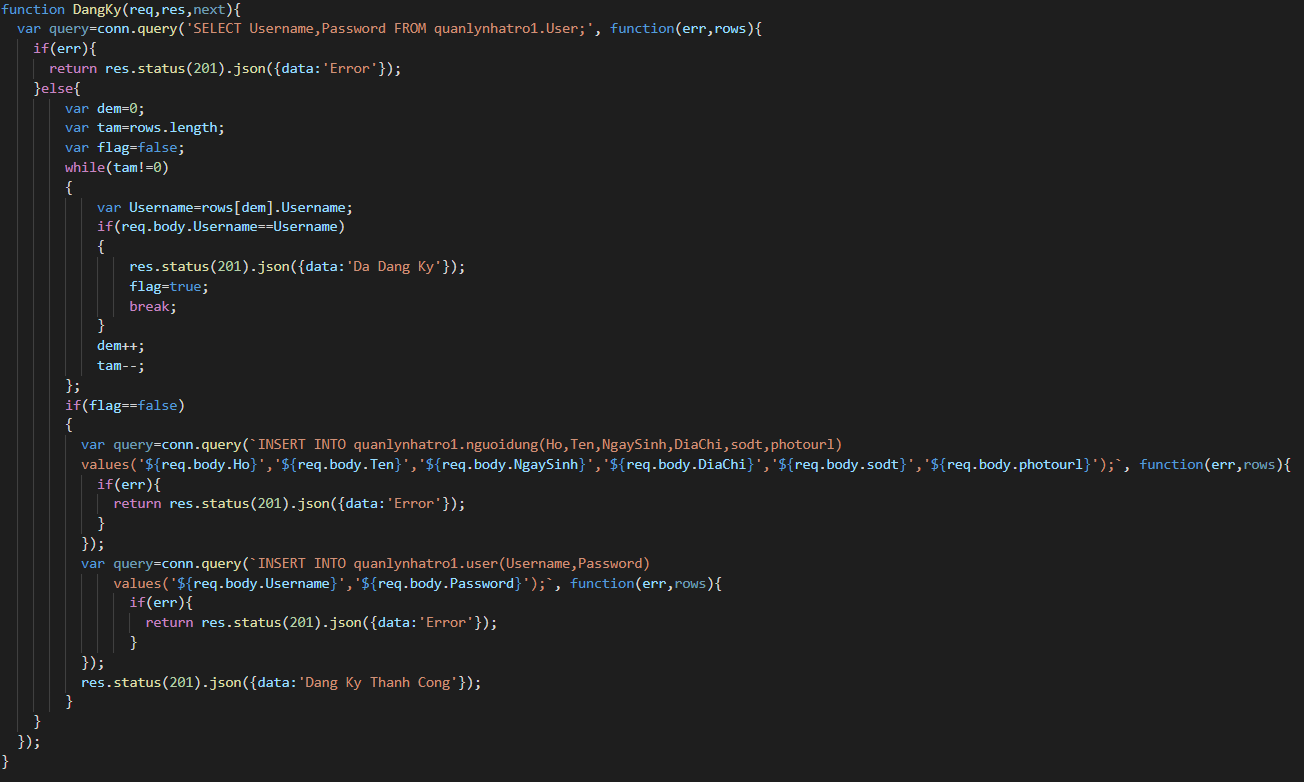 function DangKy(req,res,next){
var query=conn.query('SELECT Username,Password FROM quanlynhatro1.User;', function(err,rows){
if(err){
return res.status(201).json({data:'Error'});
}else{
var dem=0;
var tam=rows.length;
var flag=false;
while(tam!=0)
{
var Username=rows[dem].Username;
if(req.body.Username==Username)
{
res.status(201).json({data:'Da Dang Ky'});
flag=true;
break;
}
dem++;
tam--;
};
if(flag==false)
{
var query=conn.query(`INSERT INTO quanlynhatro1.nguoidung(Ho,Ten,NgaySinh,DiaChi,sodt,photourl)
values('${req.body.Ho}','${req.body.Ten}','${req.body.NgaySinh}','${req.body.DiaChi}','${req.body.sodt}','${req.body.photourl}');`, function(err,rows){
if(err){
return res.status(201).json({data:'Error'});
}
});
var query=conn.query(`INSERT INTO quanlynhatro1.user(Username,Password)
values('${req.body.Username}','${req.body.Password}');`, function(err,rows){
if(err){
return res.status(201).json({data:'Error'});
}
});
res.status(201).json({data:'Dang Ky Thanh Cong'});
}
}
});
}